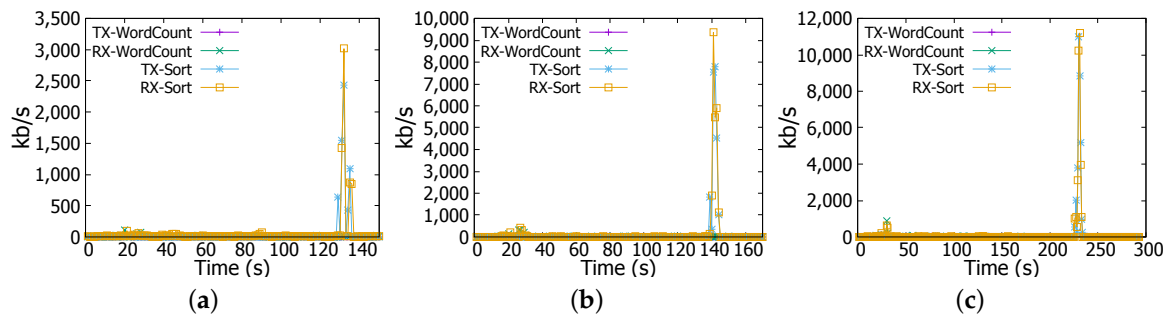 3,500
3,000
2,500
2,000
1,500
1,000
500
0
kb/s
TX-WordCount
RX-WordCount
TX-Sort
RX-Sort
0 20 40 60 80 100 120 140
Time (s)
(a)
10,000
9,000
8,000
7,000
6,000
5,000
4,000
3,000
2,000
1,000
0
kb/s
TX-WordCount
RX-WordCount
TX-Sort
RX-Sort
0 20 40 60 80 100 120 140 160
Time (s)
(b)
12,000
10,000
8,000
6,000
4,000
2,000
0
kb/s
TX-WordCount
RX-WordCount
TX-Sort
RX-Sort
0 50 100 150 200 250 300
Time (s)
(c)